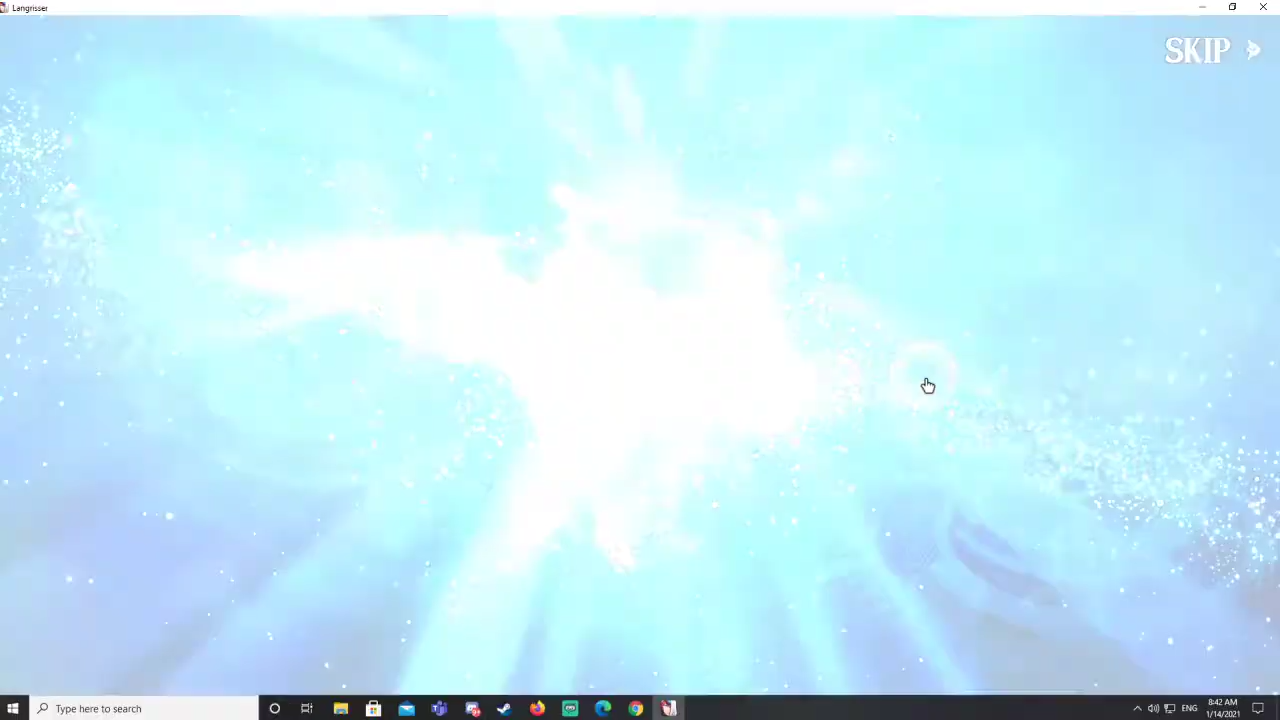 Langrisser
SKIP
Type here to search
ENG
8:42 AM
1/14/2021